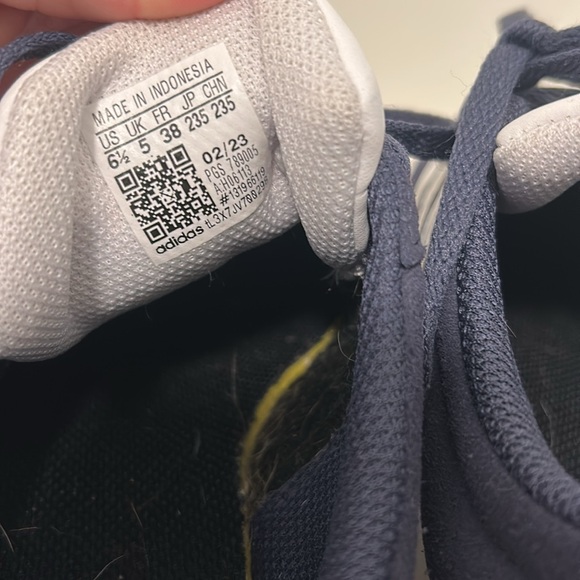 MADE IN INDONESIA
US UK FR JP CHN
6½ 5 38 235 235
02/23
PGS 789005
#131966119
adidas